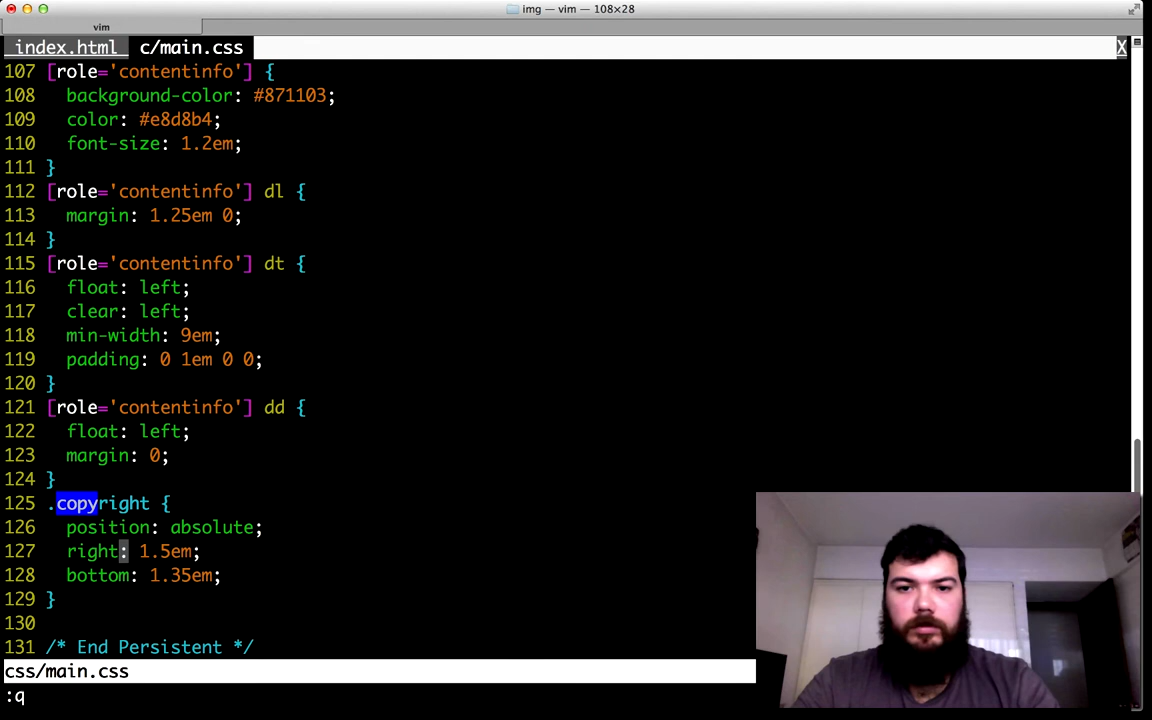 img — vim — 108×28
vim
index.html c/main.css X
107 [role='contentinfo'] {
108 background-color: #871103;
109 color: #e8d8b4;
110 font-size: 1.2em;
111 }
112 [role='contentinfo'] dl {
113 margin: 1.25em 0;
114 }
115 [role='contentinfo'] dt {
116 float: left;
117 clear: left;
118 min-width: 9em;
119 padding: 0 1em 0 0;
120 }
121 [role='contentinfo'] dd {
122 float: left;
123 margin: 0;
124 }
125 .copyright {
126 position: absolute;
127 right: 1.5em;
128 bottom: 1.35em;
129 }
130
131 /* End Persistent */
css/main.css
:q